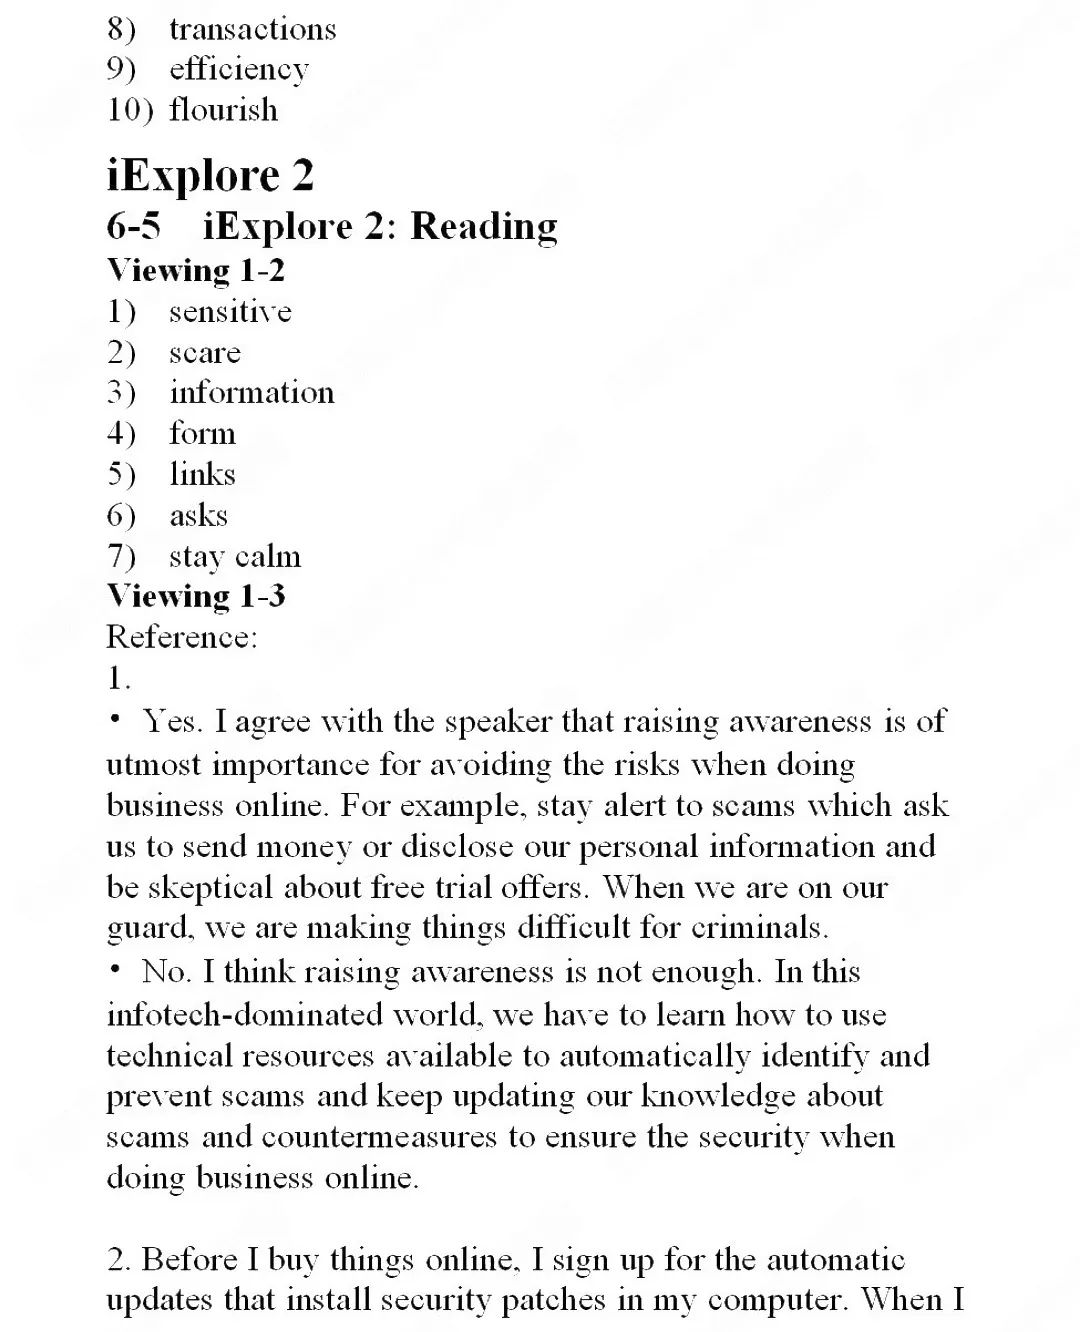 8) transactions
9) efficiency
10) flourish
iExplore 2
6-5 iExplore 2: Reading
Viewing 1-2
1) sensitive
2) scare
3) information
4) form
5) links
6) asks
7) stay calm
Viewing 1-3
Reference:
1.
• Yes. I agree with the speaker that raising awareness is of
utmost importance for avoiding the risks when doing
business online. For example, stay alert to scams which ask
us to send money or disclose our personal information and
be skeptical about free trial offers. When we are on our
guard, we are making things difficult for criminals.
• No. I think raising awareness is not enough. In this
infotech-dominated world, we have to learn how to use
technical resources available to automatically identify and
prevent scams and keep updating our knowledge about
scams and countermeasures to ensure the security when
doing business online.
2. Before I buy things online, I sign up for the automatic
updates that install security patches in my computer. When I